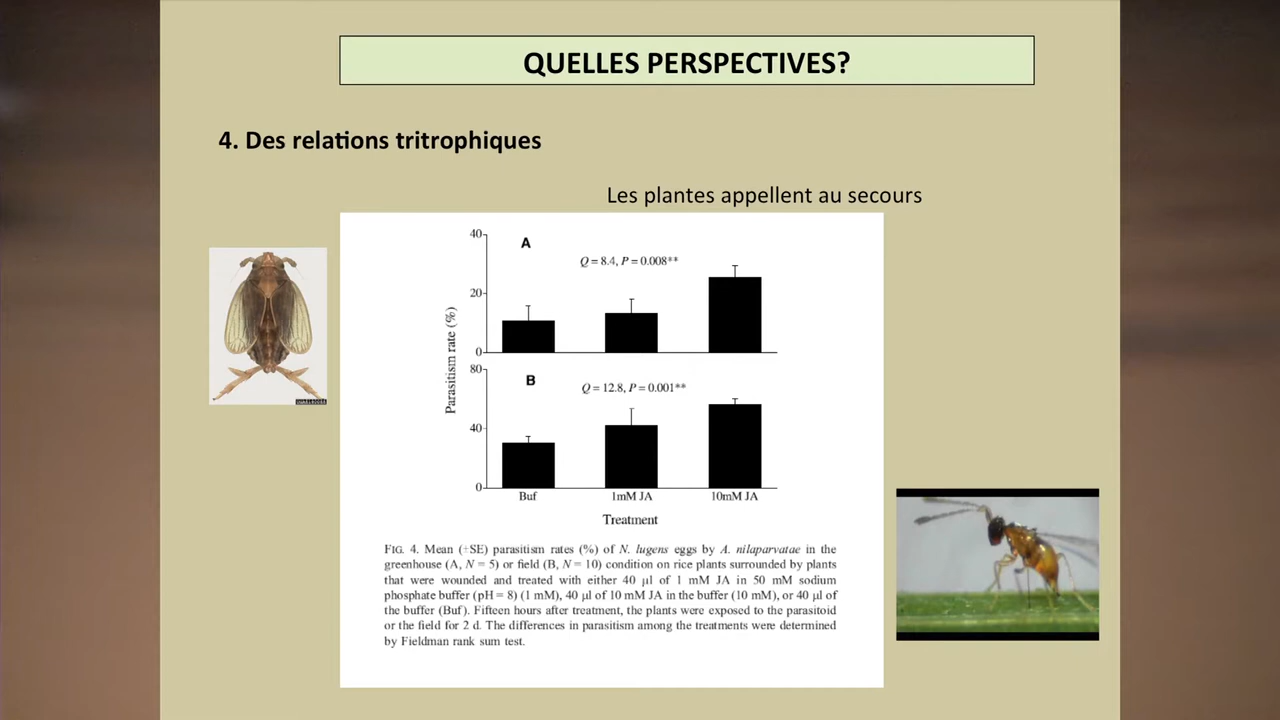 QUELLES PERSPECTIVES?
4. Des relations tritrophiques
Les plantes appellent au secours
40
A
Q = 8.4, P = 0.008**
20
0
Parasitism rate (%)
80
B
Q = 12.8, P = 0.001**
40
0
Buf 1mM JA 10mM JA
Treatment
FIG. 4. Mean (±SE) parasitism rates (%) of N. lugens eggs by A. nilaparvatae in the
greenhouse (A, N = 5) or field (B, N = 10) condition on rice plants surrounded by plants
that were wounded and treated with either 40 µl of 1 mM JA in 50 mM sodium
phosphate buffer (pH = 8) (1 mM), 40 µl of 10 mM JA in the buffer (10 mM), or 40 µl of
the buffer (Buf). Fifteen hours after treatment, the plants were exposed to the parasitoid
or the field for 2 d. The differences in parasitism among the treatments were determined
by Fieldman rank sum test.